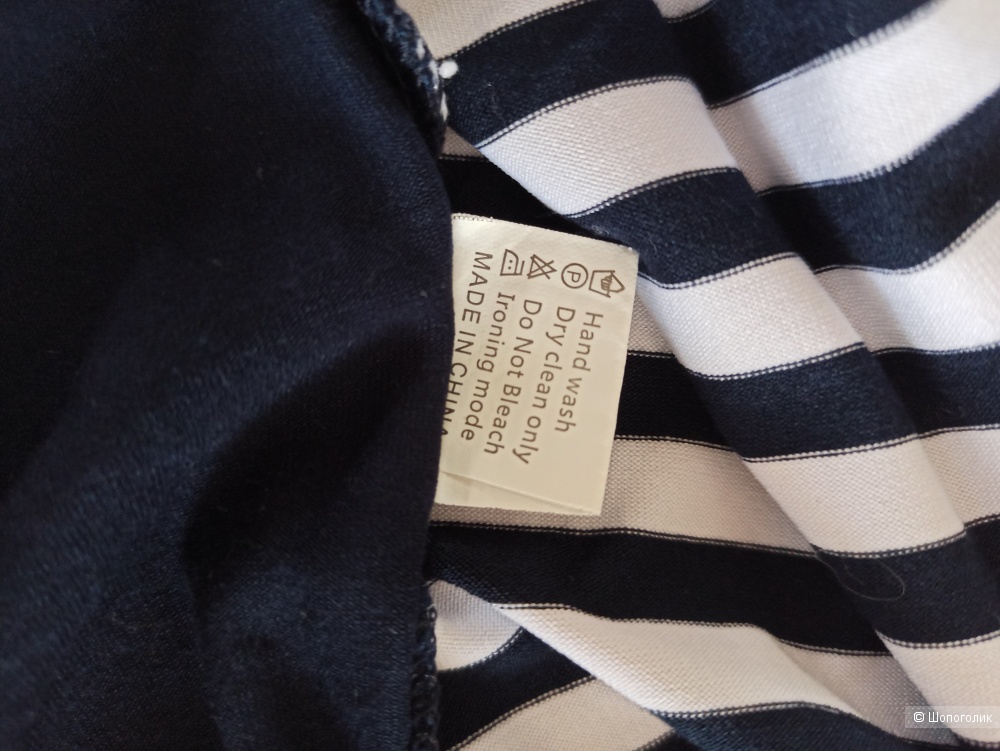 Hand wash
P Dry clean only
Do Not Bleach
Ironing mode
MADE IN CHINA
© Шопоголик